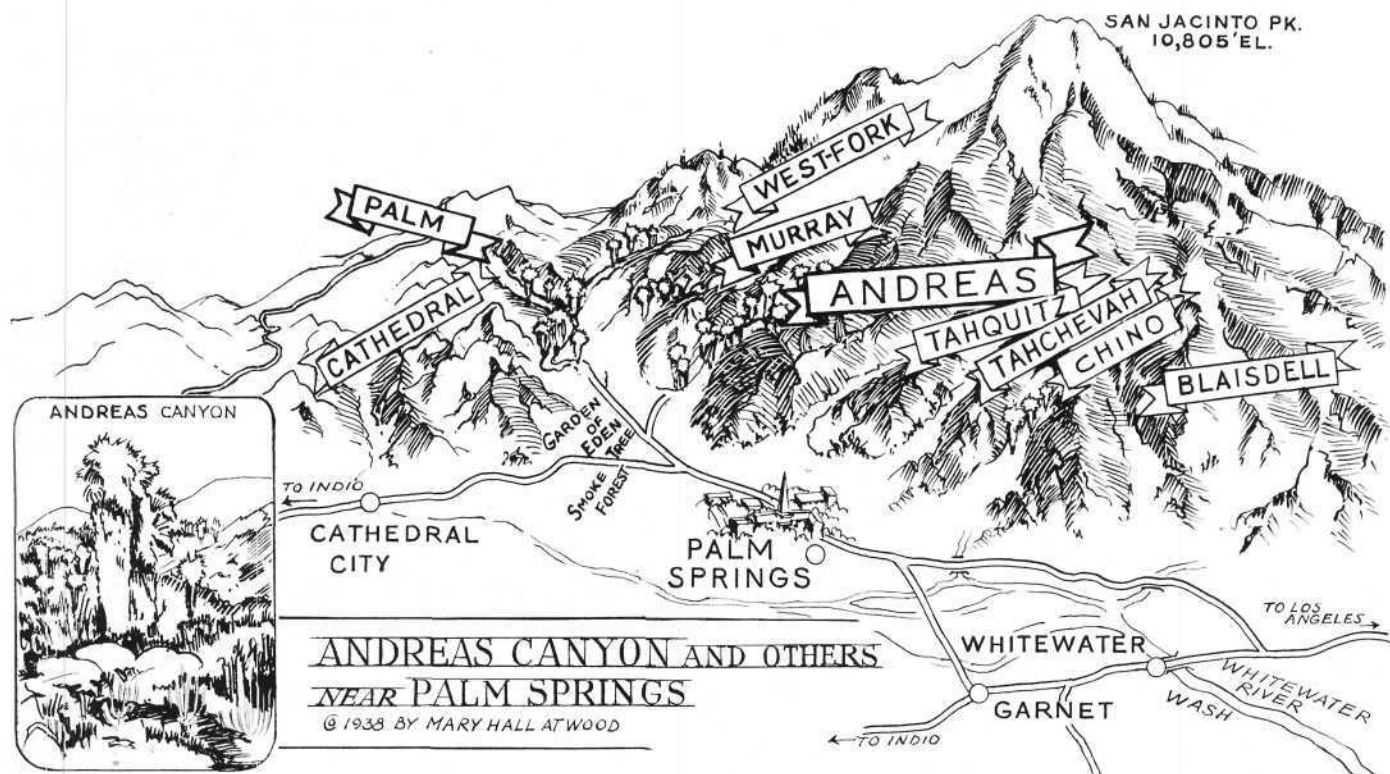 SAN JACINTO PK.
10,805' EL.
WEST-FORK
PALM
MURRAY
ANDREAS
CATHEDRAL
TAHQUITZ
TAHCHEVAH
CHINO
BLAISDELL
ANDREAS CANYON
GARDEN
OF
EDEN
SMOKE TREE
FOREST
TO INDIO
CATHEDRAL
CITY
PALM
SPRINGS
TO LOS
ANGELES
WHITEWATER
WHITEWATER
RIVER
WASH
GARNET
TO INDIO
ANDREAS CANYON AND OTHERS
NEAR PALM SPRINGS
© 1938 BY MARY HALL ATWOOD